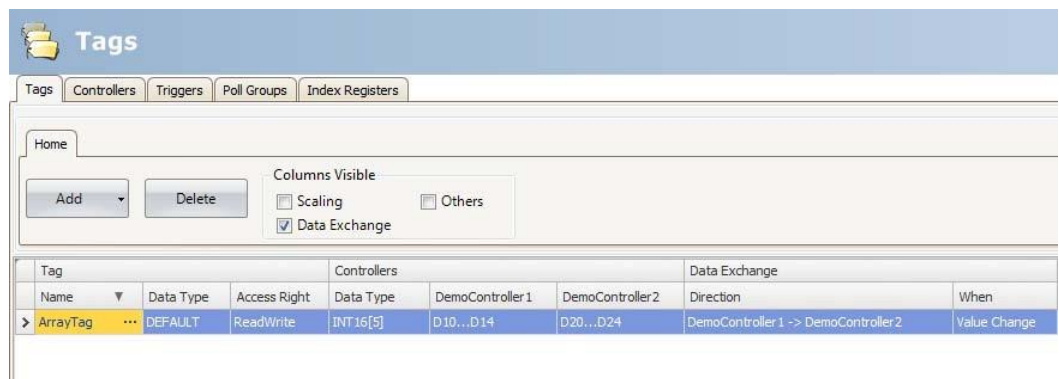 Tags
Tags Controllers Triggers Poll Groups Index Registers
Home
Add Delete
Columns Visible
Scaling Others
Data Exchange
Tag Controllers Data Exchange
Name Data Type Access Right Data Type DemoController1 DemoController2 Direction When
ArrayTag ... DEFAULT ReadWrite INT16[5] D10...D14 D20...D24 DemoController1 -> DemoController2 Value Change